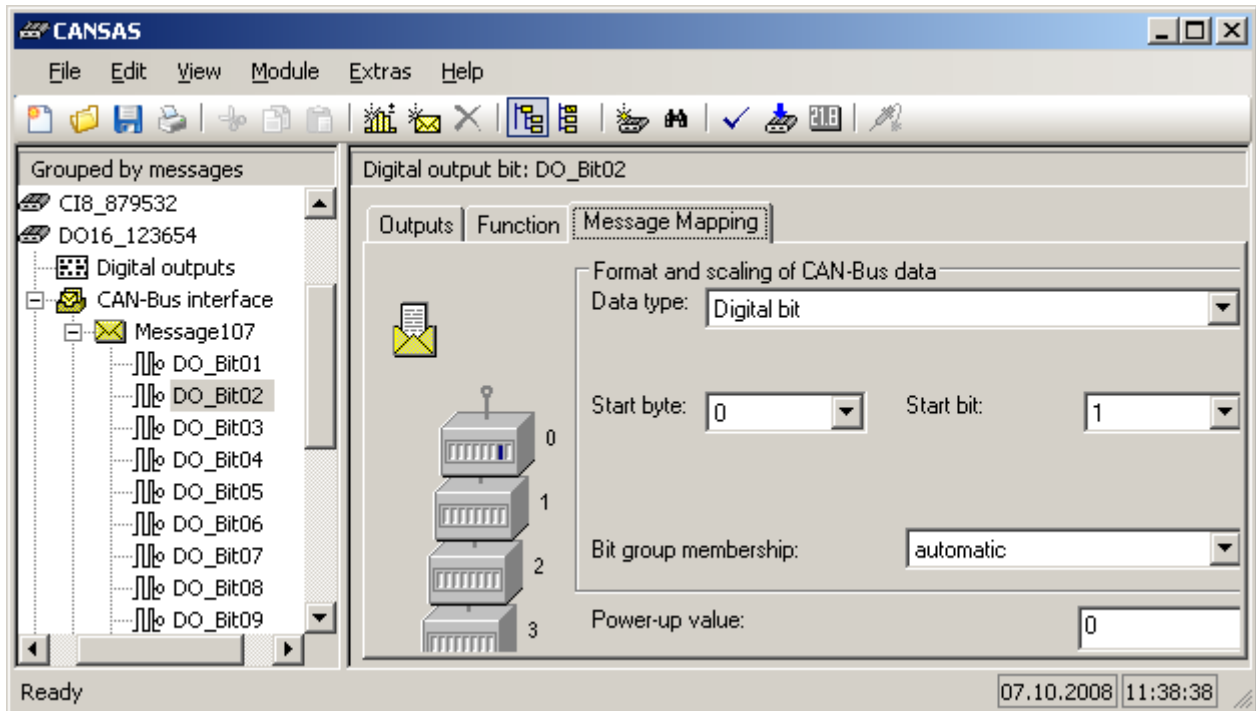 CANSAS
File Edit View Module Extras Help
21.8
Grouped by messages
CI8_879532
DO16_123654
Digital outputs
CAN-Bus interface
Message107
DO_Bit01
DO_Bit02
DO_Bit03
DO_Bit04
DO_Bit05
DO_Bit06
DO_Bit07
DO_Bit08
DO_Bit09
Digital output bit: DO_Bit02
Outputs Function Message Mapping
Format and scaling of CAN-Bus data
Data type: Digital bit
Start byte: 0 Start bit: 1
0
1
2
3
Bit group membership: automatic
Power-up value: 0
Ready 07.10.2008 11:38:38